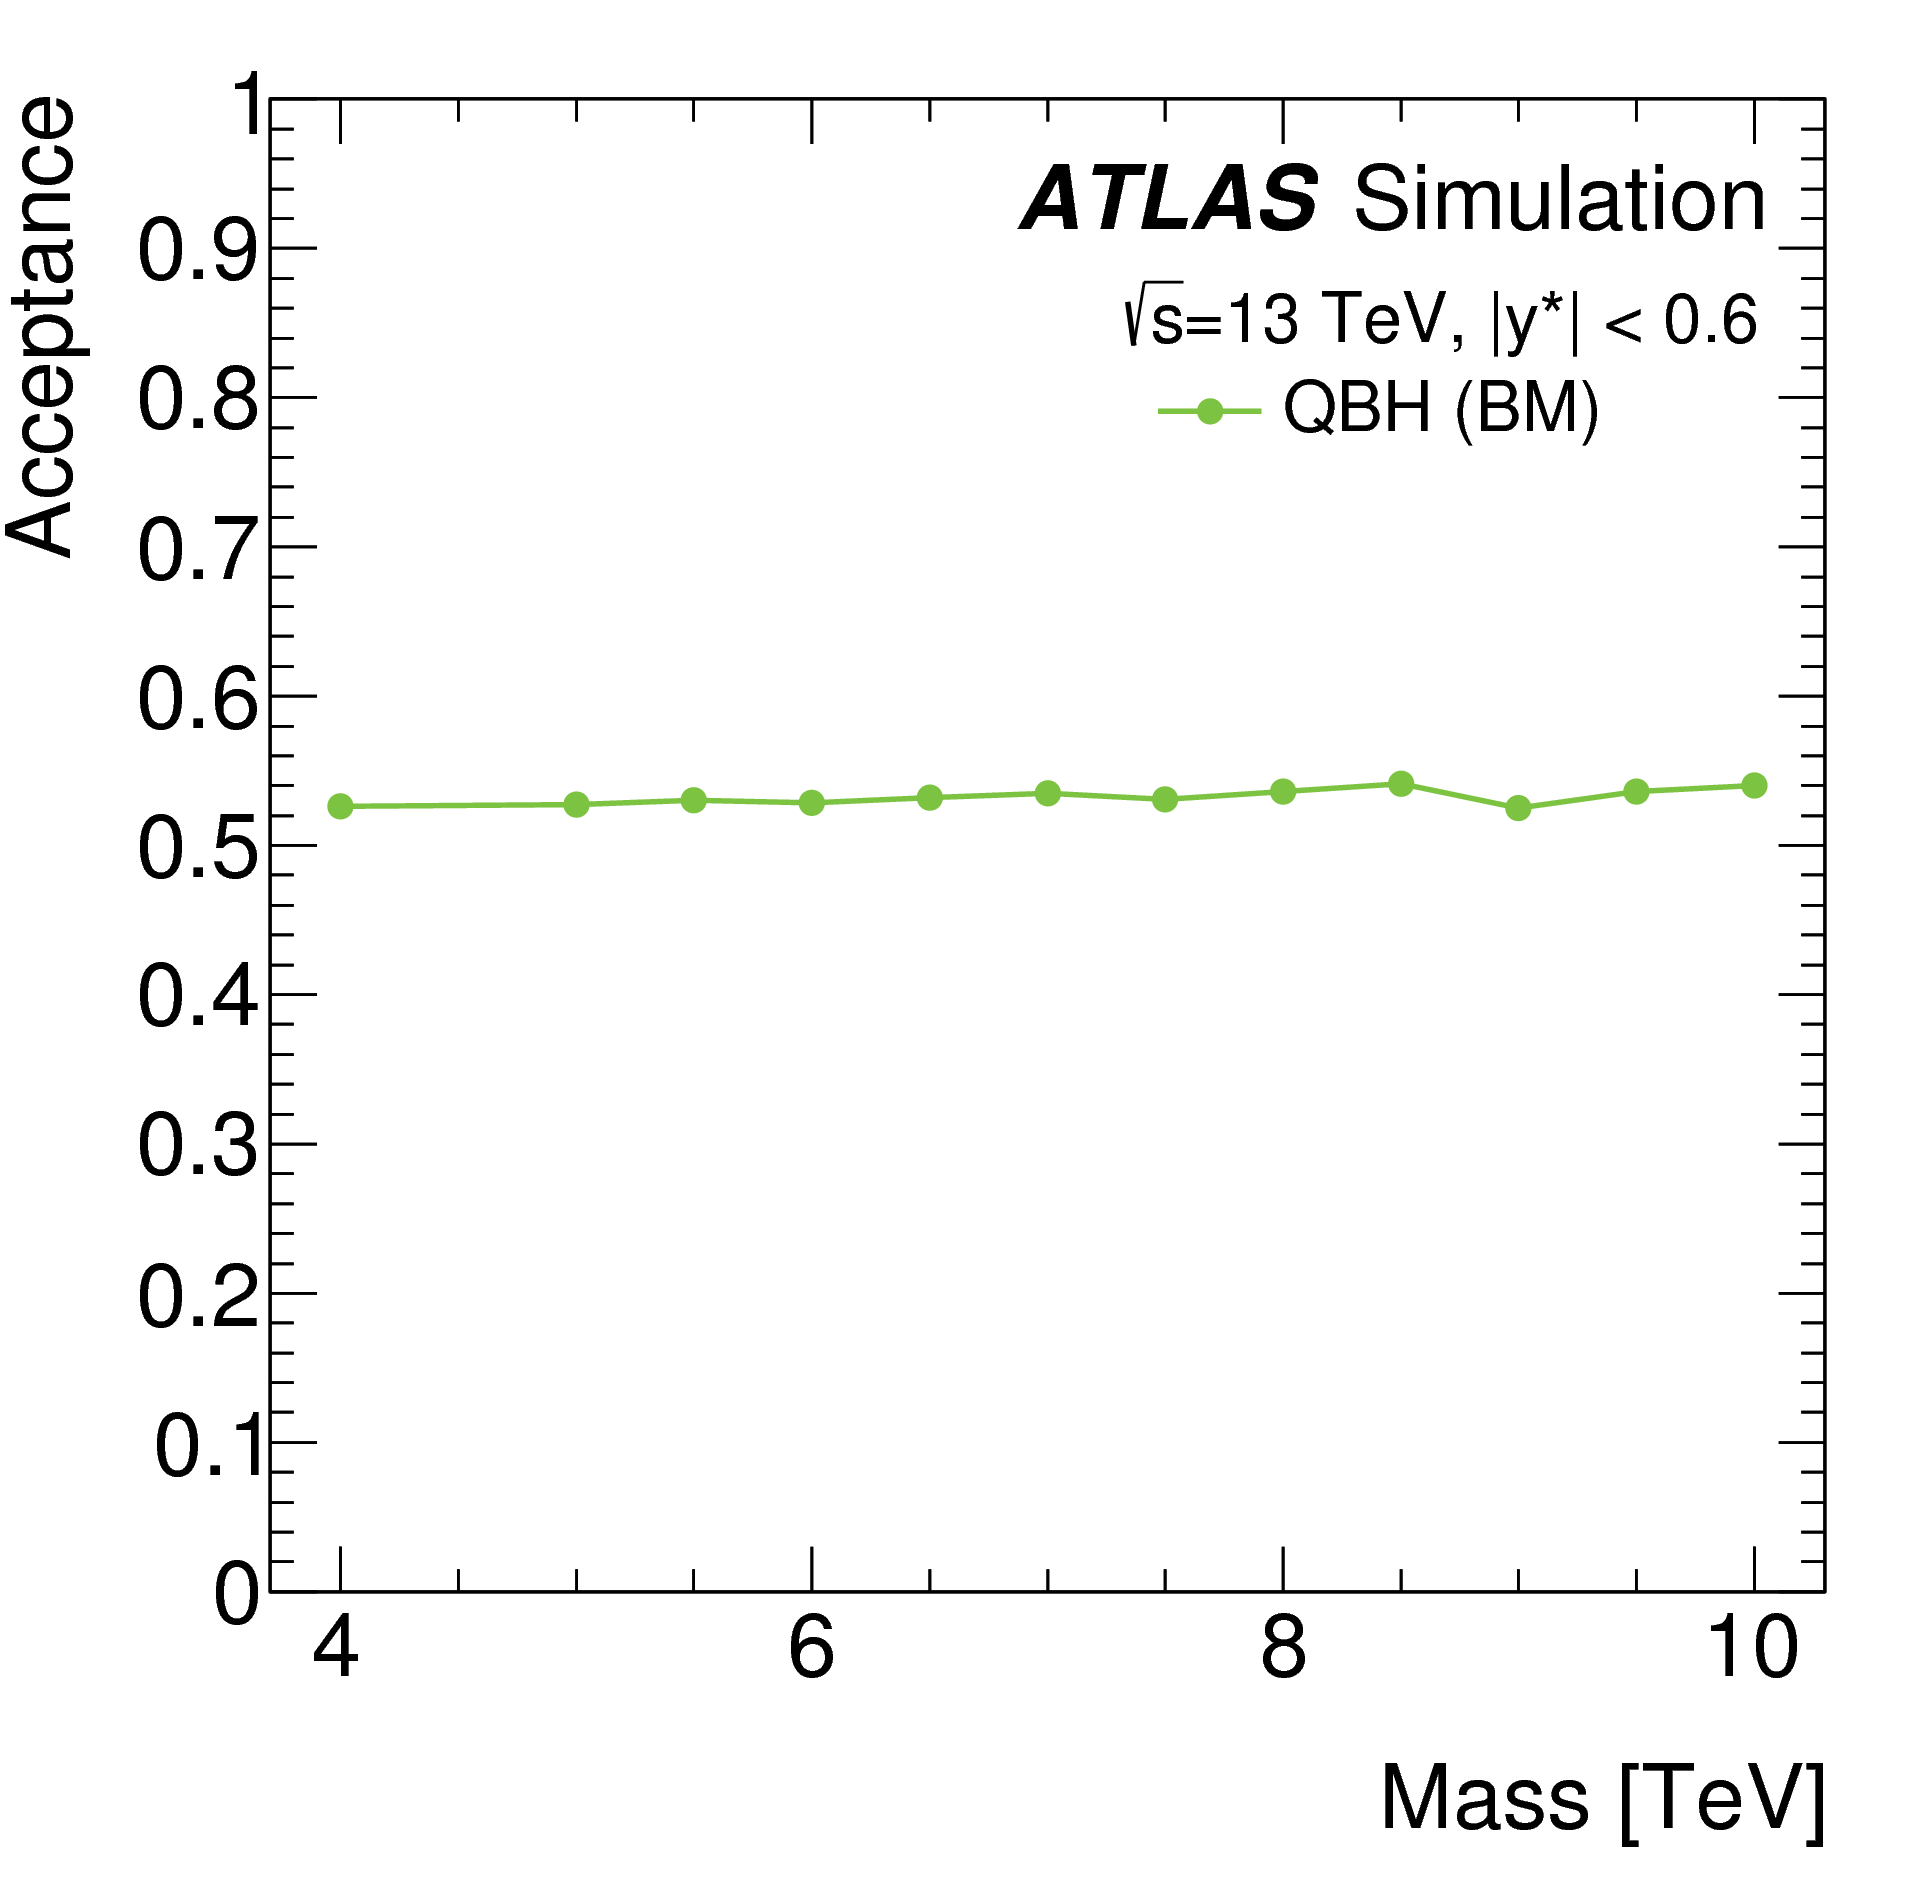 Acceptance
1
0.9
0.8
0.7
0.6
0.5
0.4
0.3
0.2
0.1
0
ATLAS Simulation
√s=13 TeV, |y*| < 0.6
QBH (BM)
4 6 8 10
Mass [TeV]